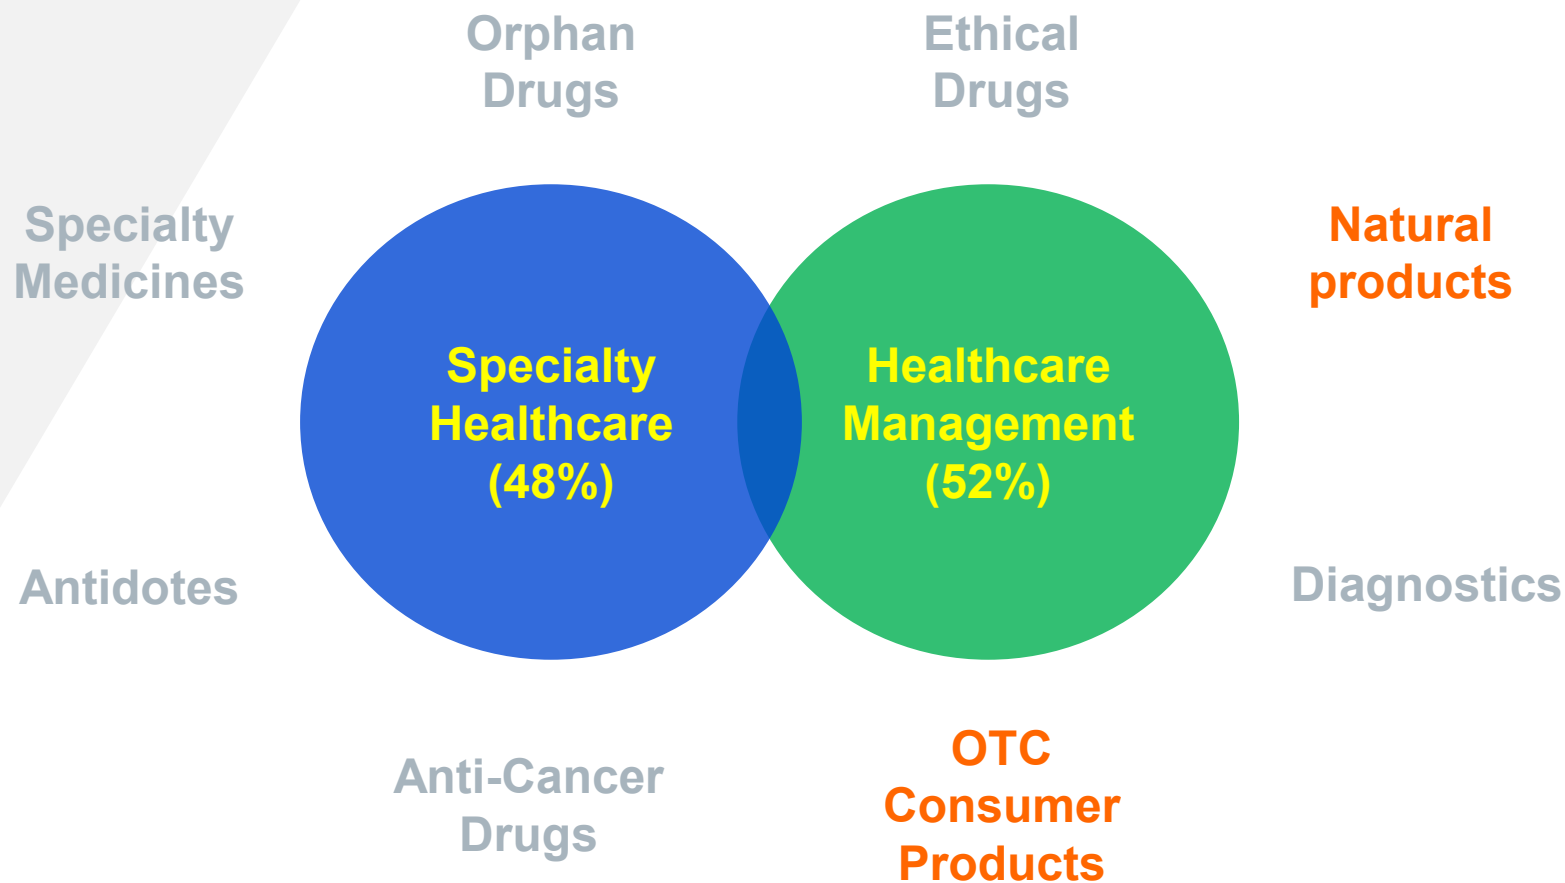 Orphan
Drugs
Ethical
Drugs
Specialty
Medicines
Natural
products
Specialty
Healthcare
(48%)
Healthcare
Management
(52%)
Antidotes
Diagnostics
Anti-Cancer
Drugs
OTC
Consumer
Products